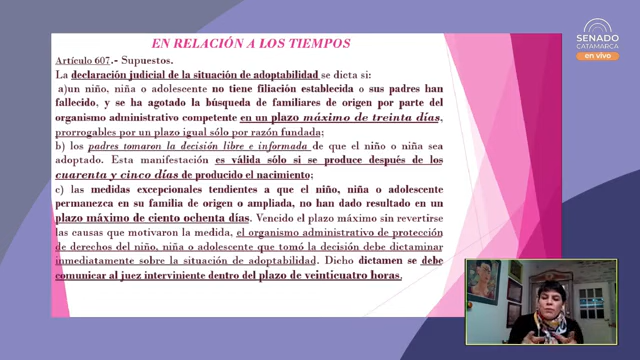 EN RELACIÓN A LOS TIEMPOS
Artículo 607.- Supuestos.
La declaración judicial de la situación de adoptabilidad se dicta si:
a)un niño, niña o adolescente no tiene filiación establecida o sus padres han
fallecido, y se ha agotado la búsqueda de familiares de origen por parte del
organismo administrativo competente en un plazo máximo de treinta días,
prorrogables por un plazo igual sólo por razón fundada;
b) los padres tomaron la decisión libre e informada de que el niño o niña sea
adoptado. Esta manifestación es válida sólo si se produce después de los
cuarenta y cinco días de producido el nacimiento;
c) las medidas excepcionales tendientes a que el niño, niña o adolescente
permanezca en su familia de origen o ampliada, no han dado resultado en un
plazo máximo de ciento ochenta días. Vencido el plazo máximo sin revertirse
las causas que motivaron la medida, el organismo administrativo de protección
de derechos del niño, niña o adolescente que tomó la decisión debe dictaminar
inmediatamente sobre la situación de adoptabilidad. Dicho dictamen se debe
comunicar al juez interviniente dentro del plazo de veinticuatro horas.
SENADO
CATAMARCA
en vivo